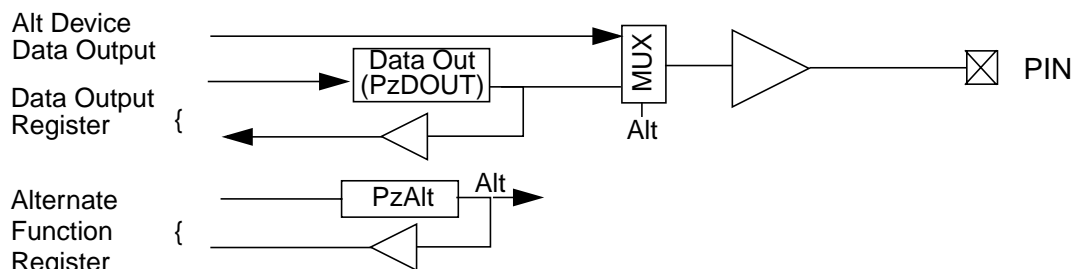 Alt Device
Data Output
Data Out
(PzDOUT)
MUX
PIN
Data Output
Register {
Alt
Alternate
Function {
Register
PzAlt
Alt